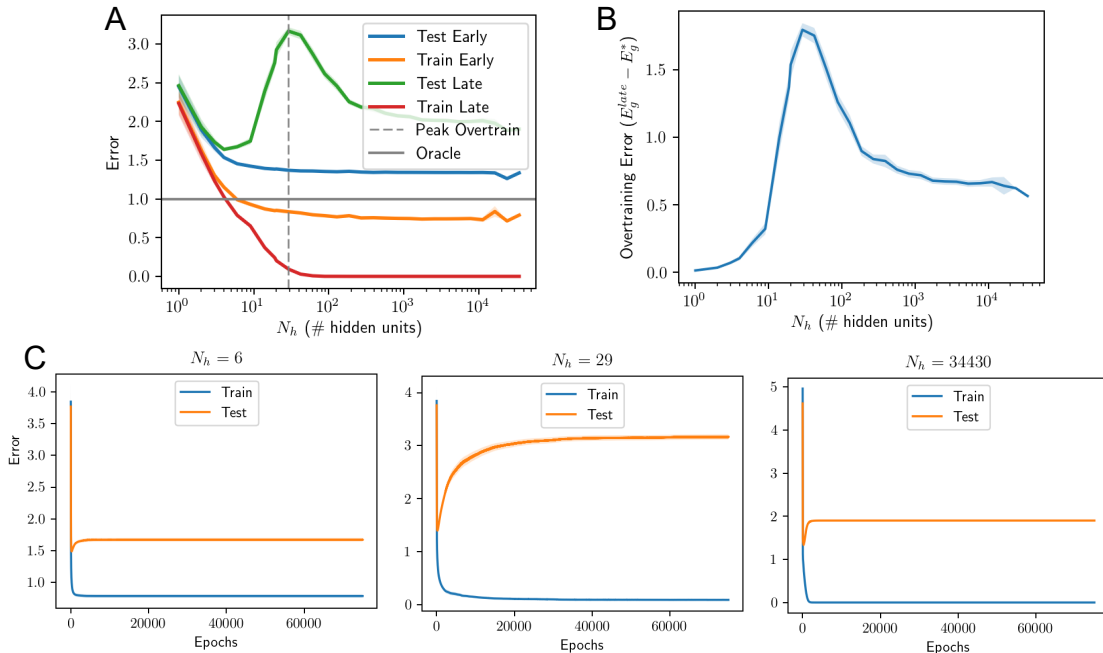 A
Error
3.0
2.5
2.0
1.5
1.0
0.5
0.0
Test Early
Train Early
Test Late
Train Late
Peak Overtrain
Oracle
10^0
10^1
10^2
10^3
10^4
N_h (# hidden units)
B
Overtraining Error (E_g^{late} − E_g^*)
1.5
1.0
0.5
0.0
10^0
10^1
10^2
10^3
10^4
N_h (# hidden units)
C
N_h = 6
Error
4.0
3.5
3.0
2.5
2.0
1.5
1.0
Train
Test
0
20000
40000
60000
Epochs
N_h = 29
4
3
2
1
0
Train
Test
0
20000
40000
60000
Epochs
N_h = 34430
5
4
3
2
1
0
Train
Test
0
20000
40000
60000
Epochs